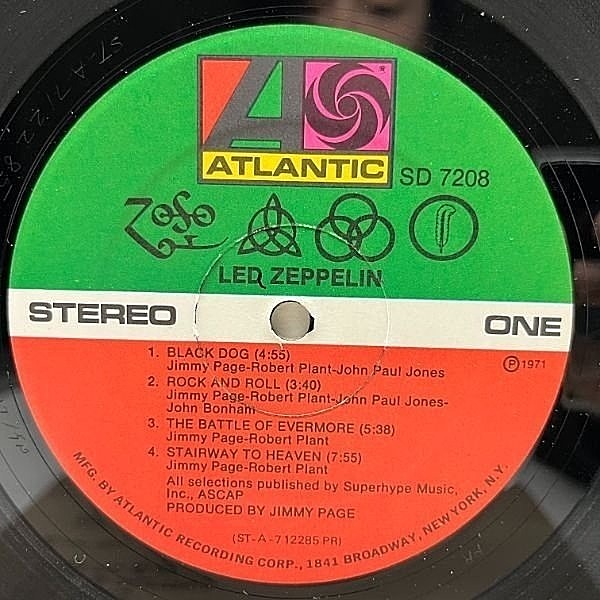 ATLANTIC
SD 7208
ZoSo
LED ZEPPELIN
STEREO
ONE
℗ 1971
1. BLACK DOG (4:55)
Jimmy Page-Robert Plant-John Paul Jones
2. ROCK AND ROLL (3:40)
Jimmy Page-Robert Plant-John Paul Jones-
John Bonham
3. THE BATTLE OF EVERMORE (5:38)
Jimmy Page-Robert Plant
4. STAIRWAY TO HEAVEN (7:55)
Jimmy Page-Robert Plant
All selections published by Superhype Music,
Inc., ASCAP
PRODUCED BY JIMMY PAGE
(ST-A-712285 PR)
MFG. BY ATLANTIC RECORDING CORP., 1841 BROADWAY, NEW YORK, N.Y.